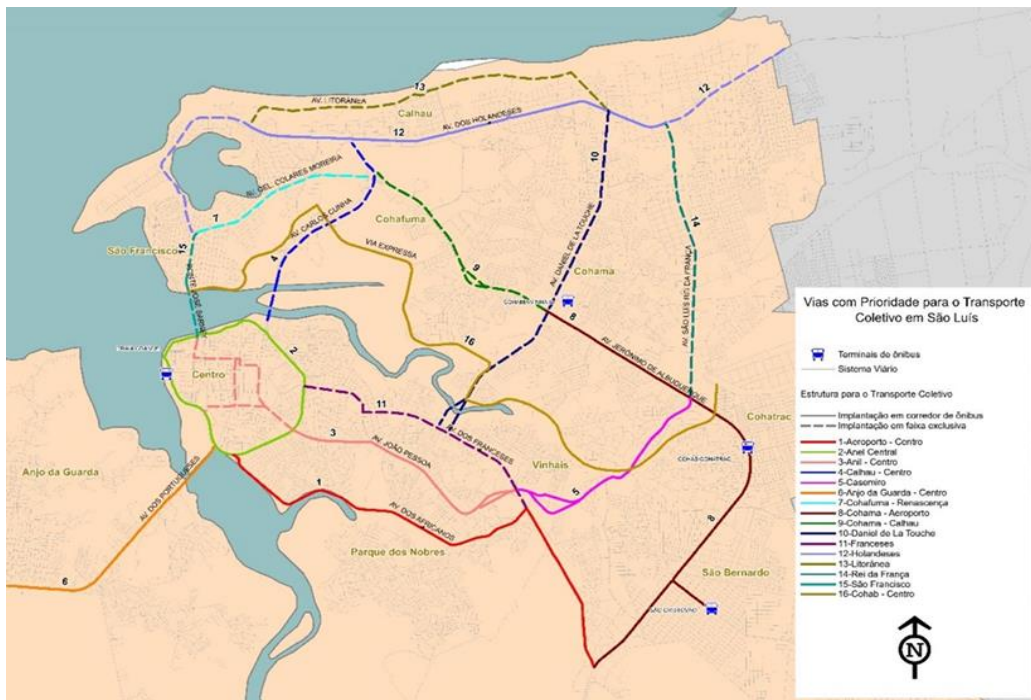 12
13
AV. LITORÂNEA
Calhau
12
AV. DOS HOLANDESES
10
AV. CEL. COLARES MOREIRA
7
AV. CARLOS CUNHA
Cohafuma
14
São Francisco
15
4
VIA EXPRESSA
AV. DANIEL DE LA TOUCHE
Cohama
9
PONTE JOSÉ SARNEY
AV. SÃO LUÍS REI DA FRANÇA
8
2
16
AV. JERÔNIMO DE ALBUQUERQUE
Centro
11
3
AV. JOÃO PESSOA
AV. DOS FRANCESES
Cohatrac
Vinhais
Anjo da Guarda
AV. DOS PORTUGUESES
1
5
AV. DOS AFRICANOS
8
Parque dos Nobres
6
São Bernardo
Vias com Prioridade para o Transporte
Coletivo em São Luís
Terminais de ônibus
Sistema Viário
Estrutura para o Transporte Coletivo
Implantação em corredor de ônibus
Implantação em faixa exclusiva
1-Aeroporto - Centro
2-Anel Central
3-Anil - Centro
4-Calhau - Centro
5-Casemiro
6-Anjo da Guarda - Centro
7-Cohafuma - Renascença
8-Cohama - Aeroporto
9-Cohama - Calhau
10-Daniel de La Touche
11-Franceses
12-Holandeses
13-Litorânea
14-Rei da França
15-São Francisco
16-Cohab - Centro
N